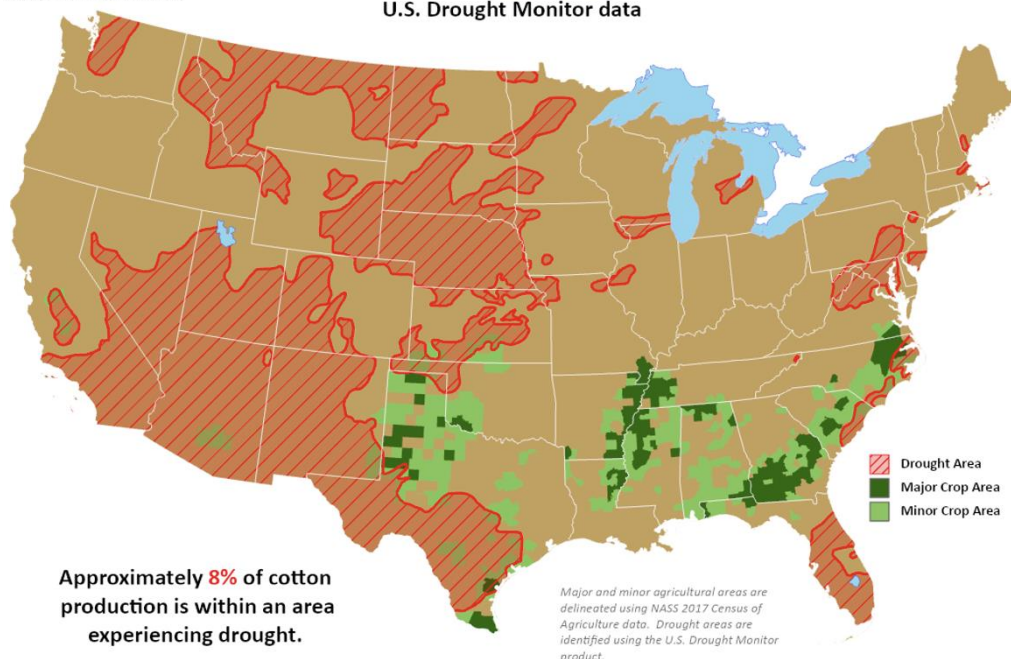 U.S. Drought Monitor data
Drought Area
Major Crop Area
Minor Crop Area
Approximately 8% of cotton
production is within an area
experiencing drought.
Major and minor agricultural areas are
delineated using NASS 2017 Census of
Agriculture data. Drought areas are
identified using the U.S. Drought Monitor
product.